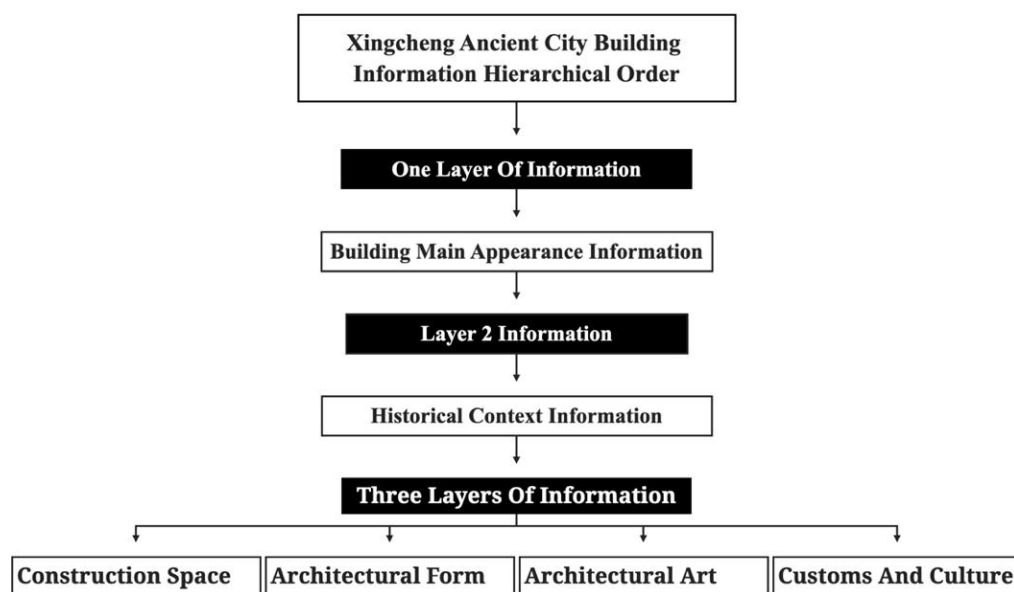 Xingcheng Ancient City Building
Information Hierarchical Order
One Layer Of Information
Building Main Appearance Information
Layer 2 Information
Historical Context Information
Three Layers Of Information
Construction Space
Architectural Form
Architectural Art
Customs And Culture